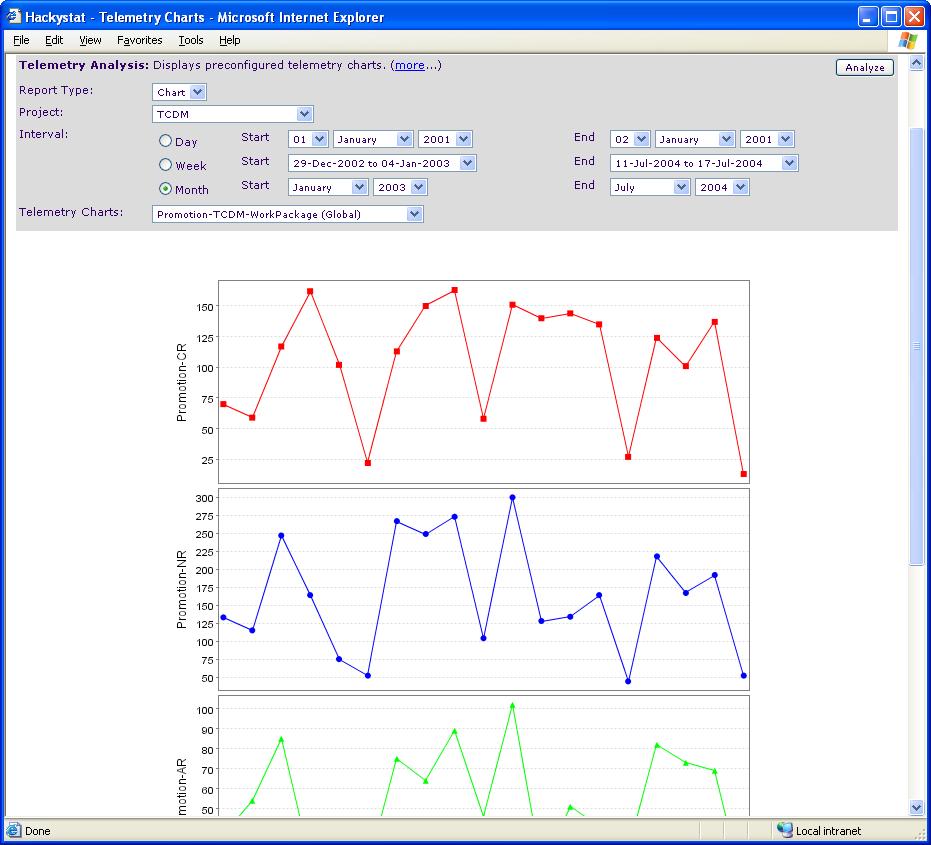 Hackystat - Telemetry Charts - Microsoft Internet Explorer
File Edit View Favorites Tools Help
Telemetry Analysis: Displays preconfigured telemetry charts. (more...) Analyze
Report Type: Chart
Project: TCDM
Interval:
Day Start 01 January 2001 End 02 January 2001
Week Start 29-Dec-2002 to 04-Jan-2003 End 11-Jul-2004 to 17-Jul-2004
Month Start January 2003 End July 2004
Telemetry Charts: Promotion-TCDM-WorkPackage (Global)
Promotion-CR
150
125
100
75
50
25
Promotion-NR
300
275
250
225
200
175
150
125
100
75
50
motion-AR
100
90
80
70
60
50
Done Local intranet